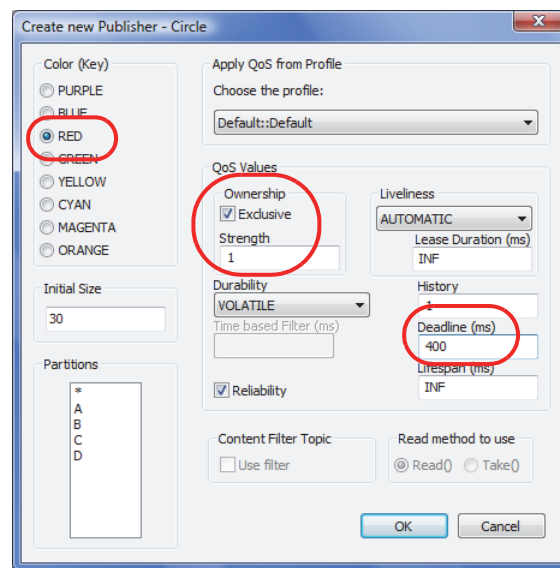 Create new Publisher - Circle
Color (Key)
PURPLE
BLUE
RED
GREEN
YELLOW
CYAN
MAGENTA
ORANGE
Initial Size
30
Partitions
*
A
B
C
D
Apply QoS from Profile
Choose the profile:
Default::Default
QoS Values
Ownership
Exclusive
Strength
1
Liveliness
AUTOMATIC
Lease Duration (ms)
INF
Durability
VOLATILE
Time based Filter (ms)
Reliability
History
1
Deadline (ms)
400
Lifespan (ms)
INF
Content Filter Topic
Use filter
Read method to use
Read() Take()
OK Cancel